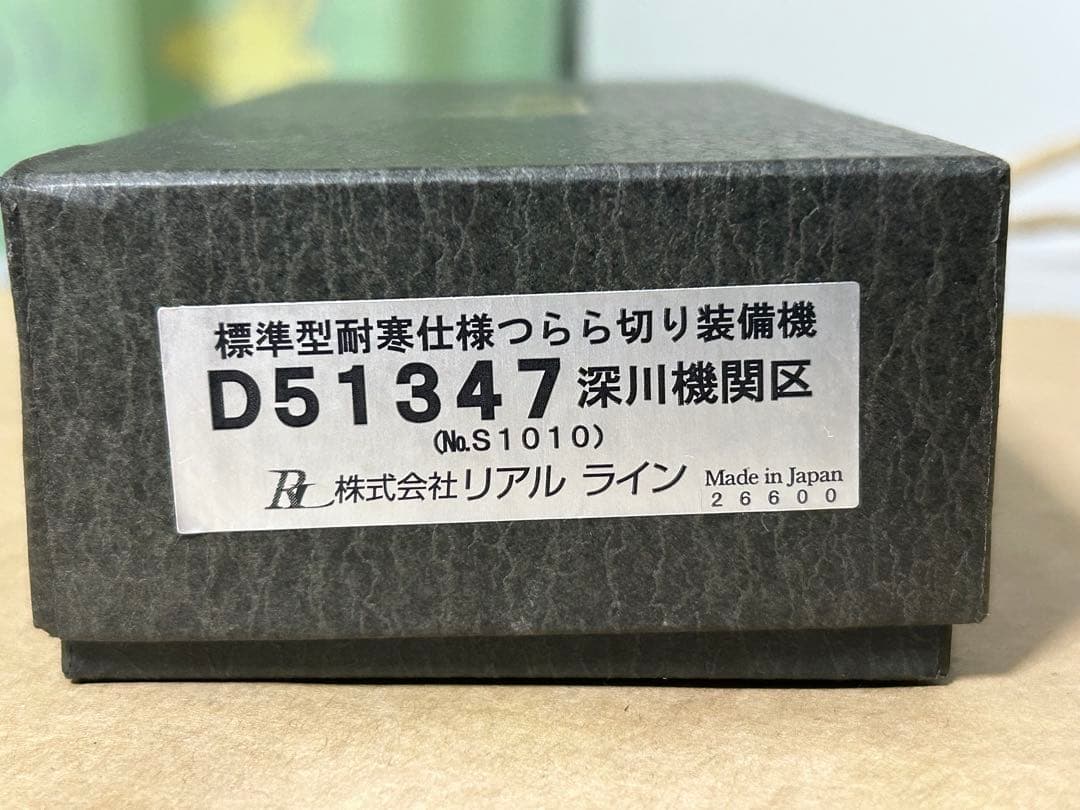 標準型耐寒仕様つらら切り装備機
D51347 深川機関区
(No.S1010)
RL 株式会社リアル ライン Made in Japan
26600